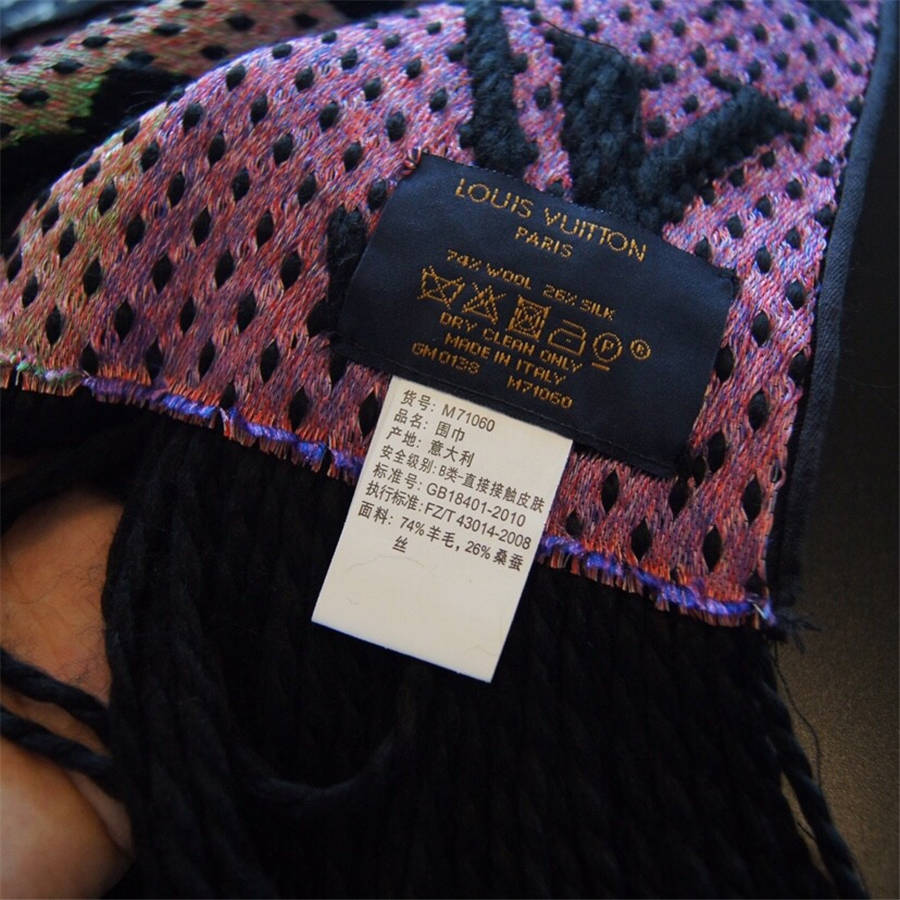 LOUIS VUITTON
PARIS
74% WOOL 26% SILK
P ®
DRY CLEAN ONLY
MADE IN ITALY
GM0138 M71060
货号: M71060
品名: 围巾
产地: 意大利
安全级别: B类-直接接触皮肤
标准号: GB18401-2010
执行标准: FZ/T 43014-2008
面料: 74% 羊毛, 26% 桑蚕
丝